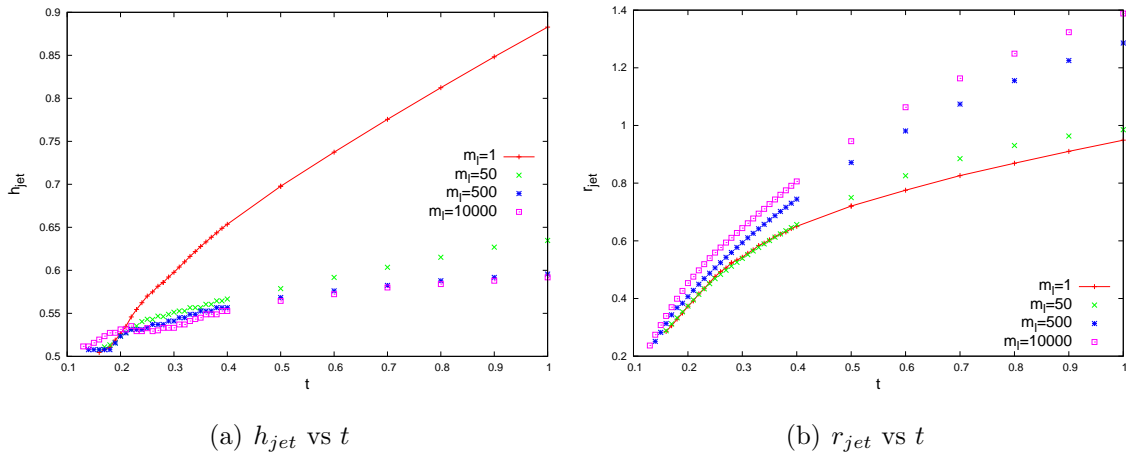 0.9
0.85
0.8
0.75
0.7
0.65
0.6
0.55
0.5
0.1 0.2 0.3 0.4 0.5 0.6 0.7 0.8 0.9 1
h_jet
t
m_l=1
m_l=50
m_l=500
m_l=10000
(a) h_jet vs t
1.4
1.2
1
0.8
0.6
0.4
0.2
0.1 0.2 0.3 0.4 0.5 0.6 0.7 0.8 0.9 1
r_jet
t
m_l=1
m_l=50
m_l=500
m_l=10000
(b) r_jet vs t